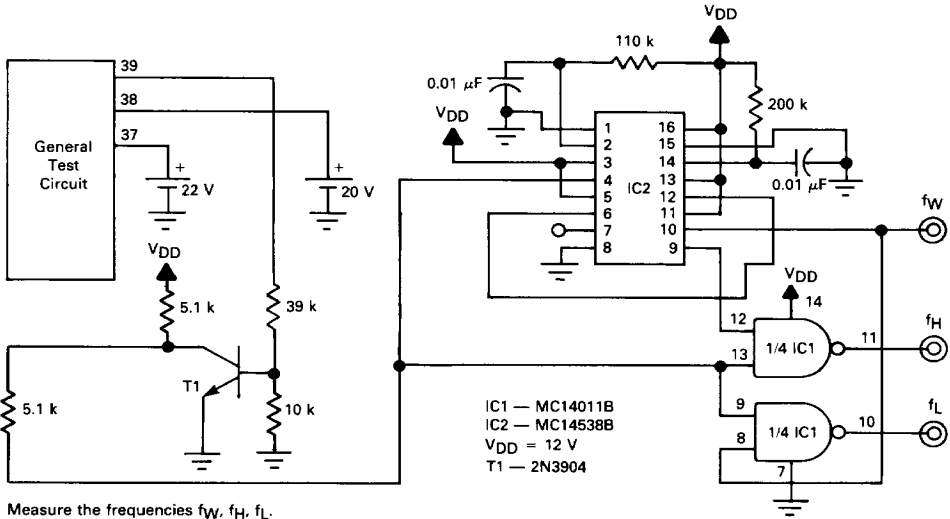 39
38
37
General
Test
Circuit
+
22 V
+
20 V
VDD
5.1 k
39 k
T1
10 k
5.1 k
Measure the frequencies fW, fH, fL.
VDD
110 k
0.01 µF
200 k
VDD
0.01 µF
1
2
3
4
5
6
7
8
IC2
16
15
14
13
12
11
10
9
fW
VDD
14
12
13
1/4 IC1
11
fH
9
8
1/4 IC1
10
fL
7
IC1 — MC14011B
IC2 — MC14538B
VDD = 12 V
T1 — 2N3904